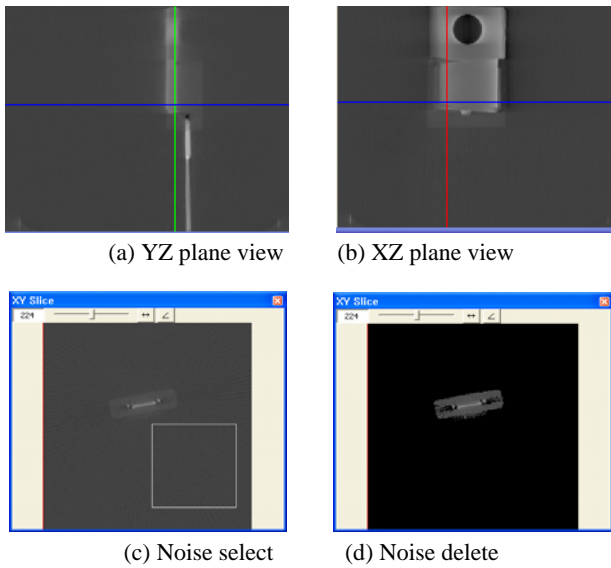 (a) YZ plane view
(b) XZ plane view
XY Slice
224
XY Slice
224
(c) Noise select
(d) Noise delete